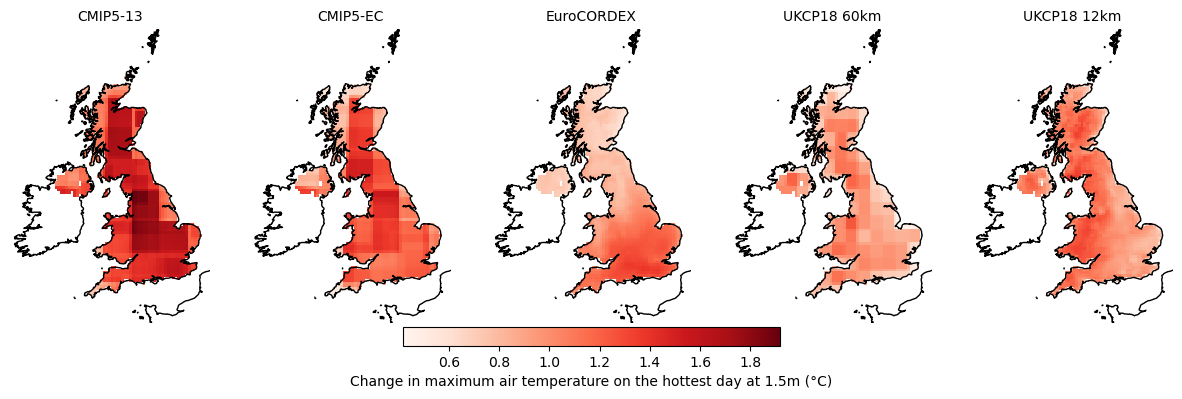 CMIP5-13 CMIP5-EC EuroCORDEX UKCP18 60km UKCP18 12km
0.6 0.8 1.0 1.2 1.4 1.6 1.8
Change in maximum air temperature on the hottest day at 1.5m (°C)